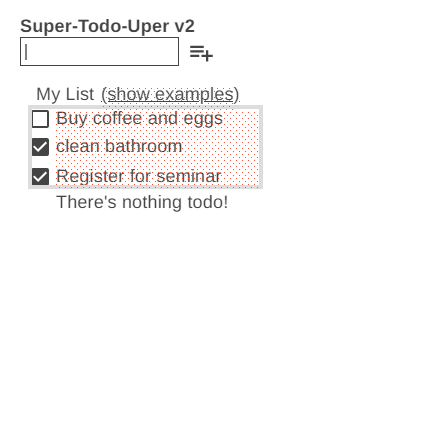 Super-Todo-Uper v2
My List (show examples)
Buy coffee and eggs
clean bathroom
Register for seminar
There's nothing todo!